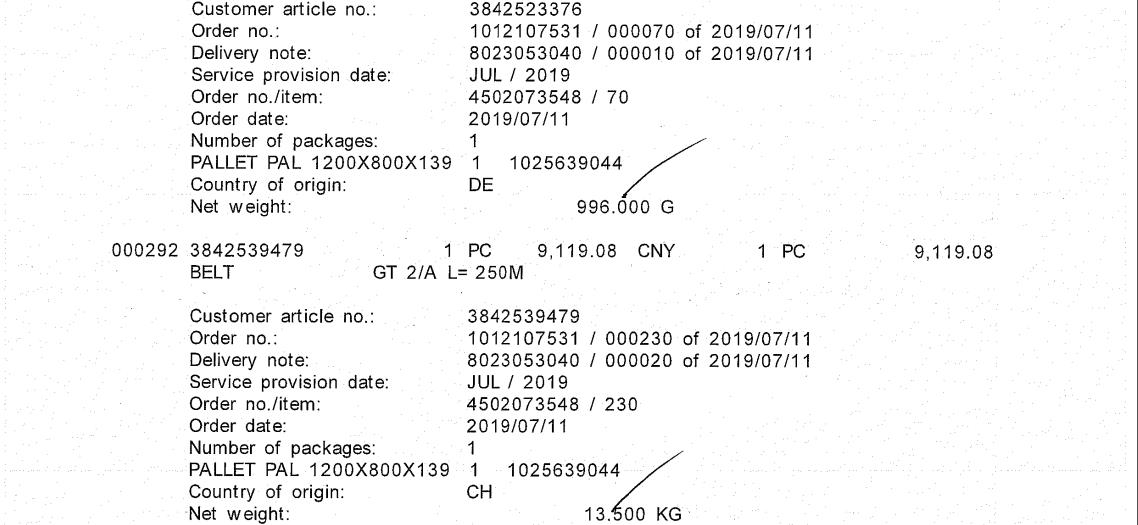 Customer article no.: 3842523376
Order no.: 1012107531 / 000070 of 2019/07/11
Delivery note: 8023053040 / 000010 of 2019/07/11
Service provision date: JUL / 2019
Order no./item: 4502073548 / 70
Order date: 2019/07/11
Number of packages: 1
PALLET PAL 1200X800X139 1 1025639044
Country of origin: DE
Net weight: 996.000 G
000292 3842539479 1 PC 9,119.08 CNY 1 PC 9,119.08
BELT GT 2/A L= 250M
Customer article no.: 3842539479
Order no.: 1012107531 / 000230 of 2019/07/11
Delivery note: 8023053040 / 000020 of 2019/07/11
Service provision date: JUL / 2019
Order no./item: 4502073548 / 230
Order date: 2019/07/11
Number of packages: 1
PALLET PAL 1200X800X139 1 1025639044
Country of origin: CH
Net weight: 13.500 KG